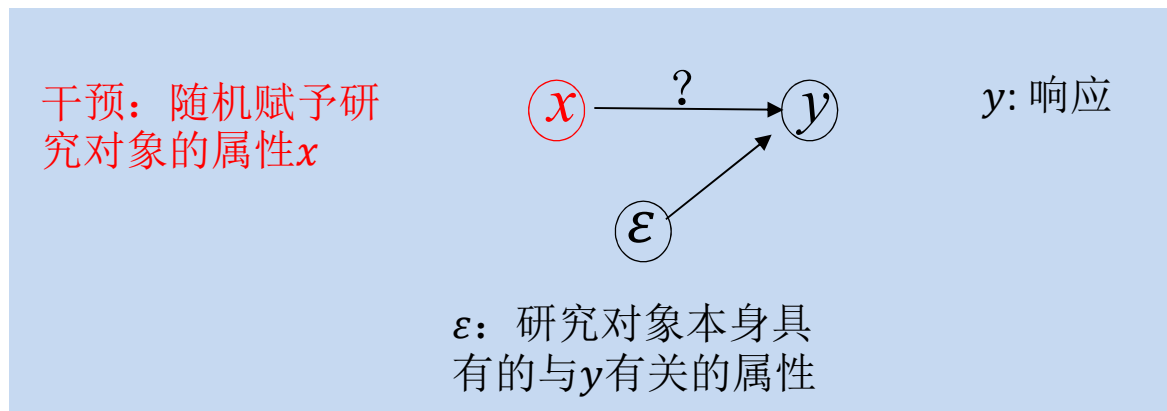 干预：随机赋予研
究对象的属性x
x
?
y
y: 响应
ε
ε：研究对象本身具
有的与y有关的属性